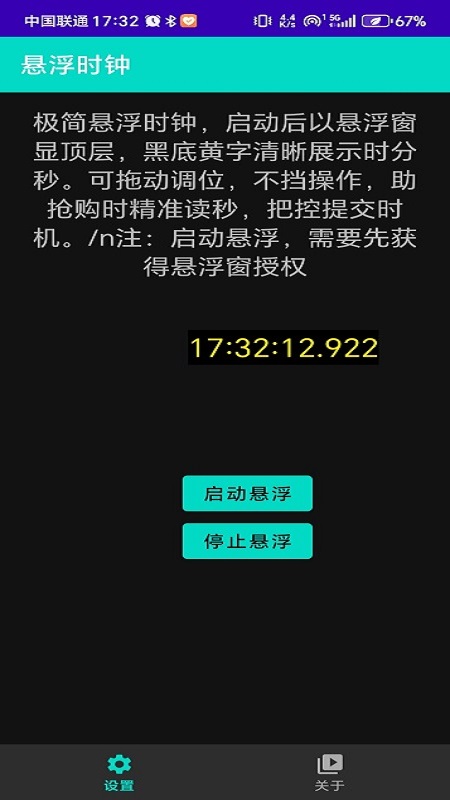 中国联通 17:32 4.4 K/s 1 5G 67%
悬浮时钟
极简悬浮时钟，启动后以悬浮窗
显顶层，黑底黄字清晰展示时分
秒。可拖动调位，不挡操作，助
抢购时精准读秒，把控提交时
机。/n注：启动悬浮，需要先获
得悬浮窗授权
17:32:12.922
启动悬浮
停止悬浮
设置
关于